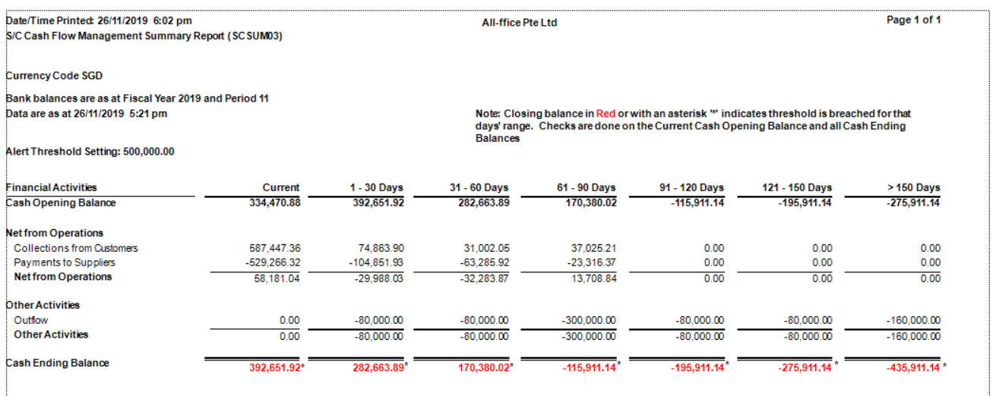 Date/Time Printed: 26/11/2019 6:02 pm All-ffice Pte Ltd Page 1 of 1
S/C Cash Flow Management Summary Report (SCSUM03)
Currency Code SGD
Bank balances are as at Fiscal Year 2019 and Period 11
Data are as at 26/11/2019 5:21 pm
Note: Closing balance in Red or with an asterisk '*' indicates threshold is breached for that
days' range. Checks are done on the Current Cash Opening Balance and all Cash Ending
Balances
Alert Threshold Setting: 500,000.00
Financial Activities Current 1 - 30 Days 31 - 60 Days 61 - 90 Days 91 - 120 Days 121 - 150 Days > 150 Days
Cash Opening Balance 334,470.88 392,651.92 282,663.89 170,380.02 -115,911.14 -195,911.14 -275,911.14
Net from Operations
Collections from Customers 587,447.36 74,863.90 31,002.05 37,025.21 0.00 0.00 0.00
Payments to Suppliers -529,266.32 -104,851.93 -63,285.92 -23,316.37 0.00 0.00 0.00
Net from Operations 58,181.04 -29,988.03 -32,283.87 13,708.84 0.00 0.00 0.00
Other Activities
Outflow 0.00 -80,000.00 -80,000.00 -300,000.00 -80,000.00 -80,000.00 -160,000.00
Other Activities 0.00 -80,000.00 -80,000.00 -300,000.00 -80,000.00 -80,000.00 -160,000.00
Cash Ending Balance 392,651.92* 282,663.89* 170,380.02* -115,911.14* -195,911.14* -275,911.14* -435,911.14*